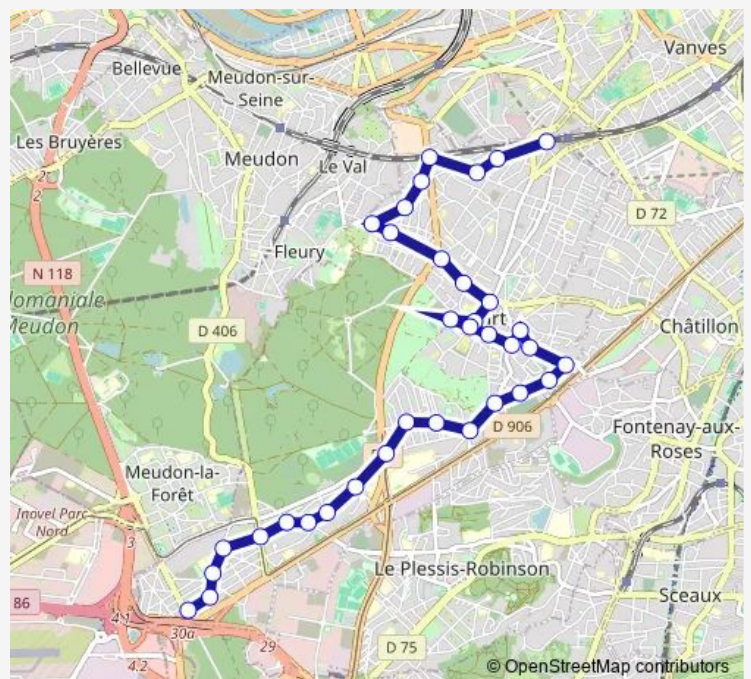 Vanves
Bellevue
Meudon-sur-
Seine
Les Bruyères
Meudon
Le Val
2
2
D 72
Fleury
N 118
Meudon
D 406
Châtillon
D 906
Fontenay-aux-
Roses
Meudon-la-
Forêt
Inovel Parc
Nord
3
Le Plessis-Robinson
86
Sceaux
4.1
30a
29
D 75
4.2
© OpenStreetMap contributors